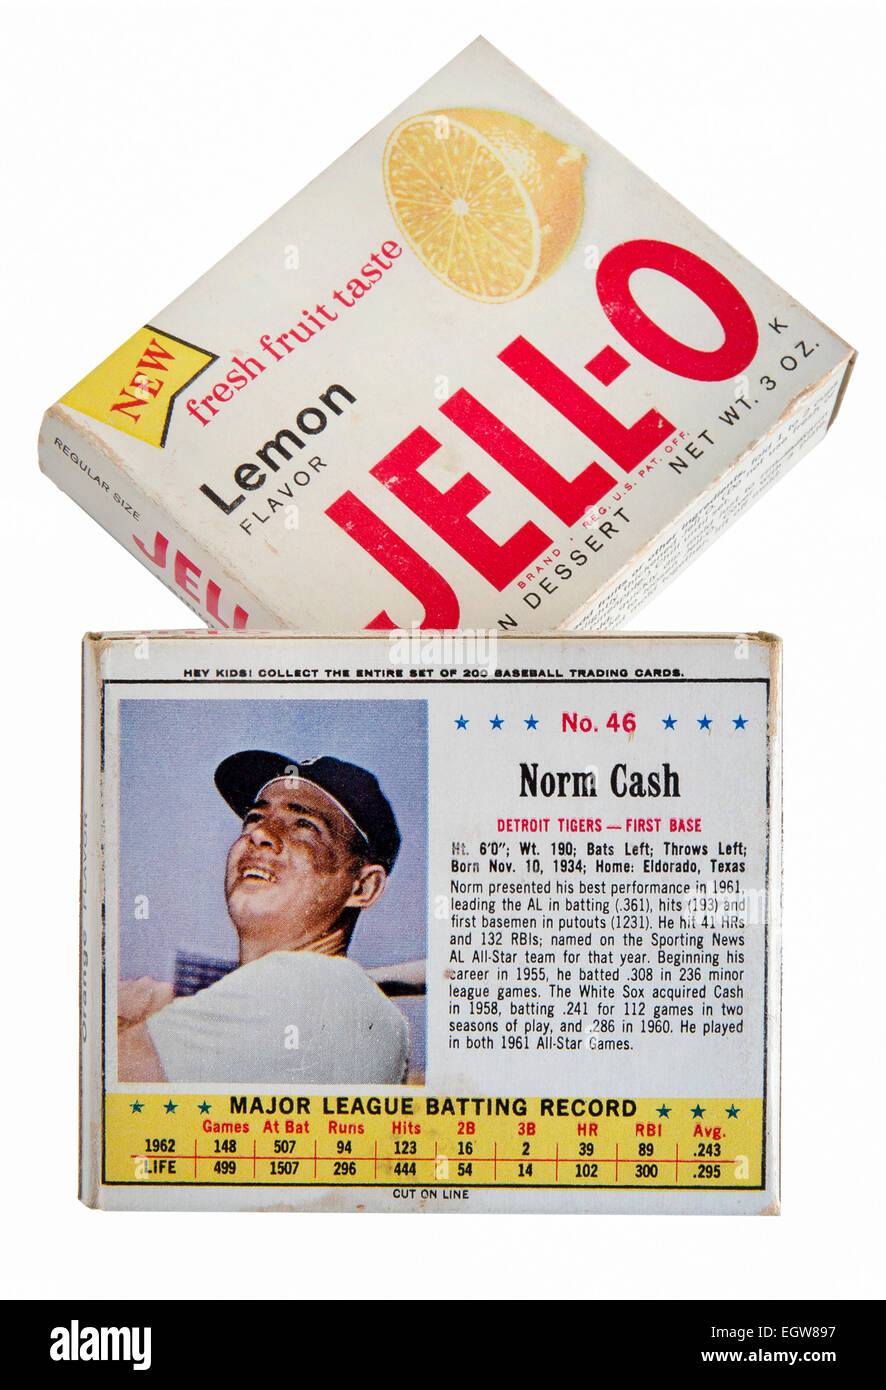 NEW
fresh fruit taste
Lemon
FLAVOR
JELL-O
BRAND · REG. U.S. PAT. OFF.
DESSERT NET WT. 3 OZ. K
REGULAR SIZE
JELL
HEY KIDS! COLLECT THE ENTIRE SET OF 200 BASEBALL TRADING CARDS.
★ ★ ★ No. 46 ★ ★ ★
Norm Cash
DETROIT TIGERS — FIRST BASE
Ht. 6'0"; Wt. 190; Bats Left; Throws Left;
Born Nov. 10, 1934; Home: Eldorado, Texas
Norm presented his best performance in 1961,
leading the AL in batting (.361), hits (193) and
first basemen in putouts (1231). He hit 41 HRs
and 132 RBIs; named on the Sporting News
AL All-Star team for that year. Beginning his
career in 1955, he batted .308 in 236 minor
league games. The White Sox acquired Cash
in 1958, batting .241 for 112 games in two
seasons of play, and .286 in 1960. He played
in both 1961 All-Star Games.
Orange FLAVOR
★ ★ ★ MAJOR LEAGUE BATTING RECORD ★ ★ ★
Games At Bat Runs Hits 2B 3B HR RBI Avg.
1962 148 507 94 123 16 2 39 89 .243
LIFE 499 1507 296 444 54 14 102 300 .295
CUT ON LINE
alamy
Image ID: EGW897
www.alamy.com